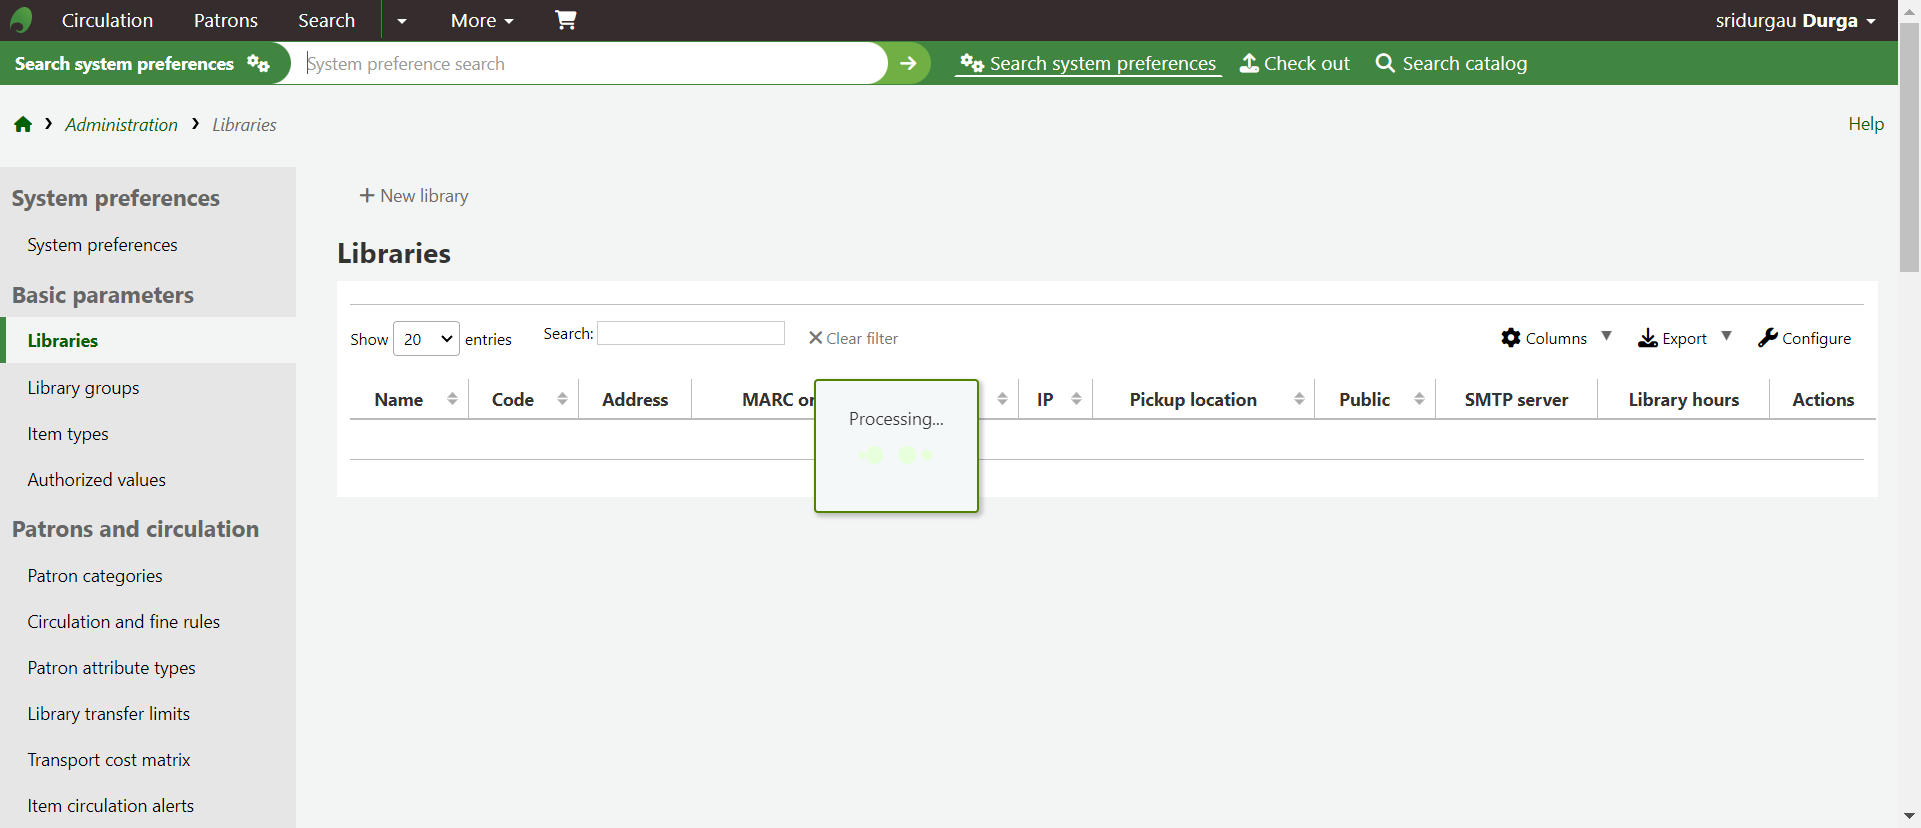 Circulation Patrons Search More sridurgau Durga
Search system preferences System preference search Search system preferences Check out Search catalog
Administration Libraries Help
System preferences
System preferences
Basic parameters
Libraries
Library groups
Item types
Authorized values
Patrons and circulation
Patron categories
Circulation and fine rules
Patron attribute types
Library transfer limits
Transport cost matrix
Item circulation alerts
+ New library
Libraries
Show 20 entries Search: Clear filter Columns Export Configure
Name Code Address MARC IP Pickup location Public SMTP server Library hours Actions
Processing...